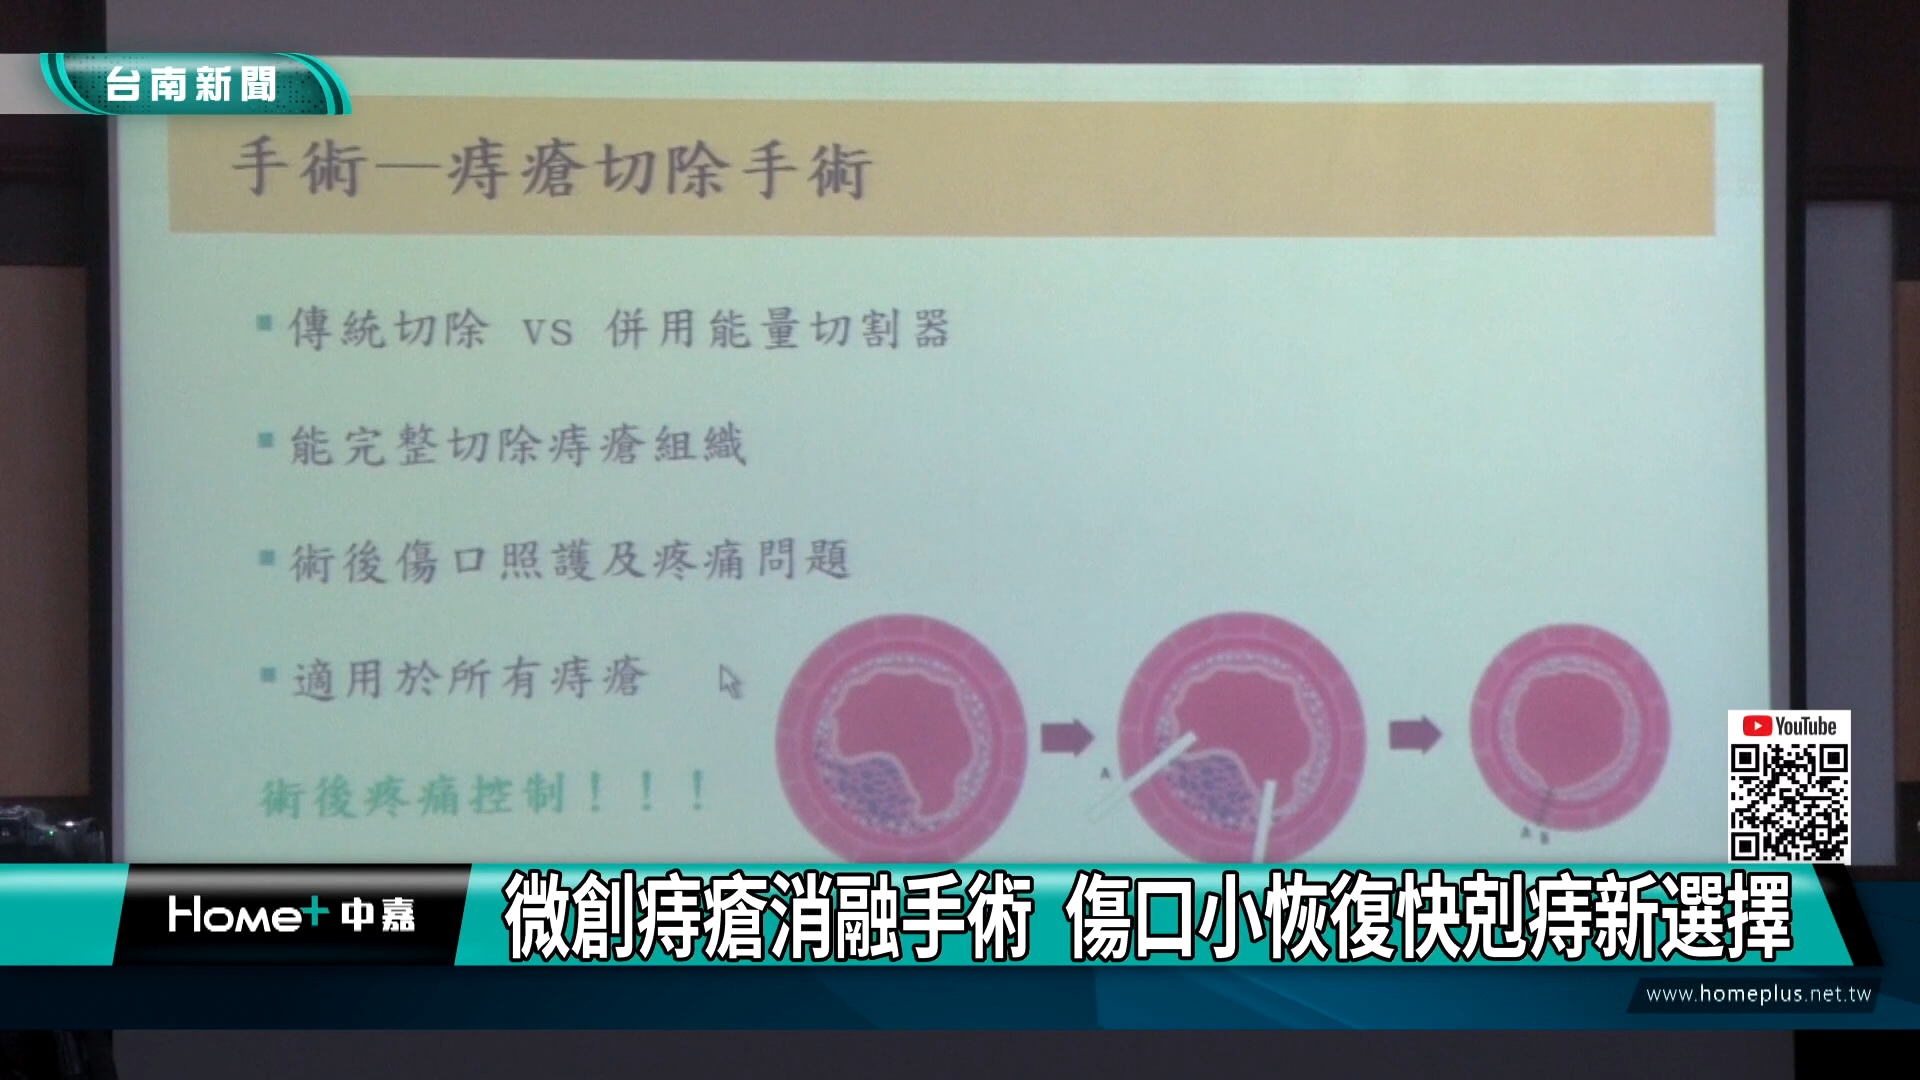 台南新聞
手術—痔瘡切除手術
傳統切除 vs 併用能量切割器
能完整切除痔瘡組織
術後傷口照護及疼痛問題
適用於所有痔瘡
術後疼痛控制！！！
A
A B
YouTube
Home+ 中嘉
微創痔瘡消融手術 傷口小恢復快剋痔新選擇
www.homeplus.net.tw